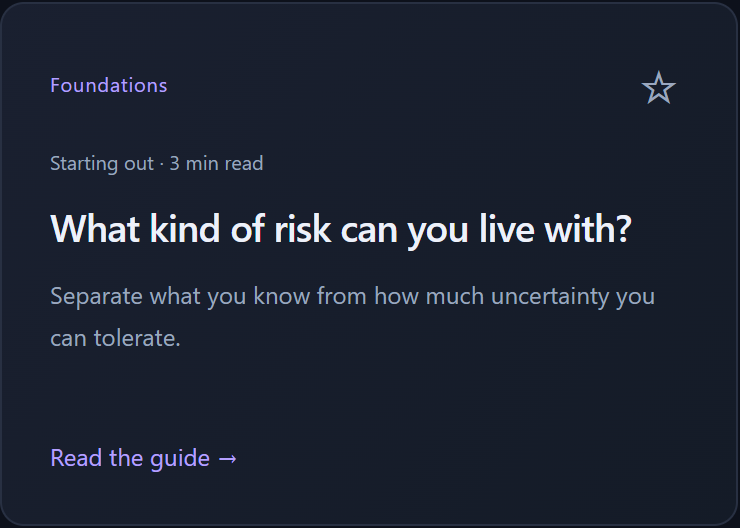 Foundations
Starting out · 3 min read
What kind of risk can you live with?
Separate what you know from how much uncertainty you
can tolerate.
Read the guide →